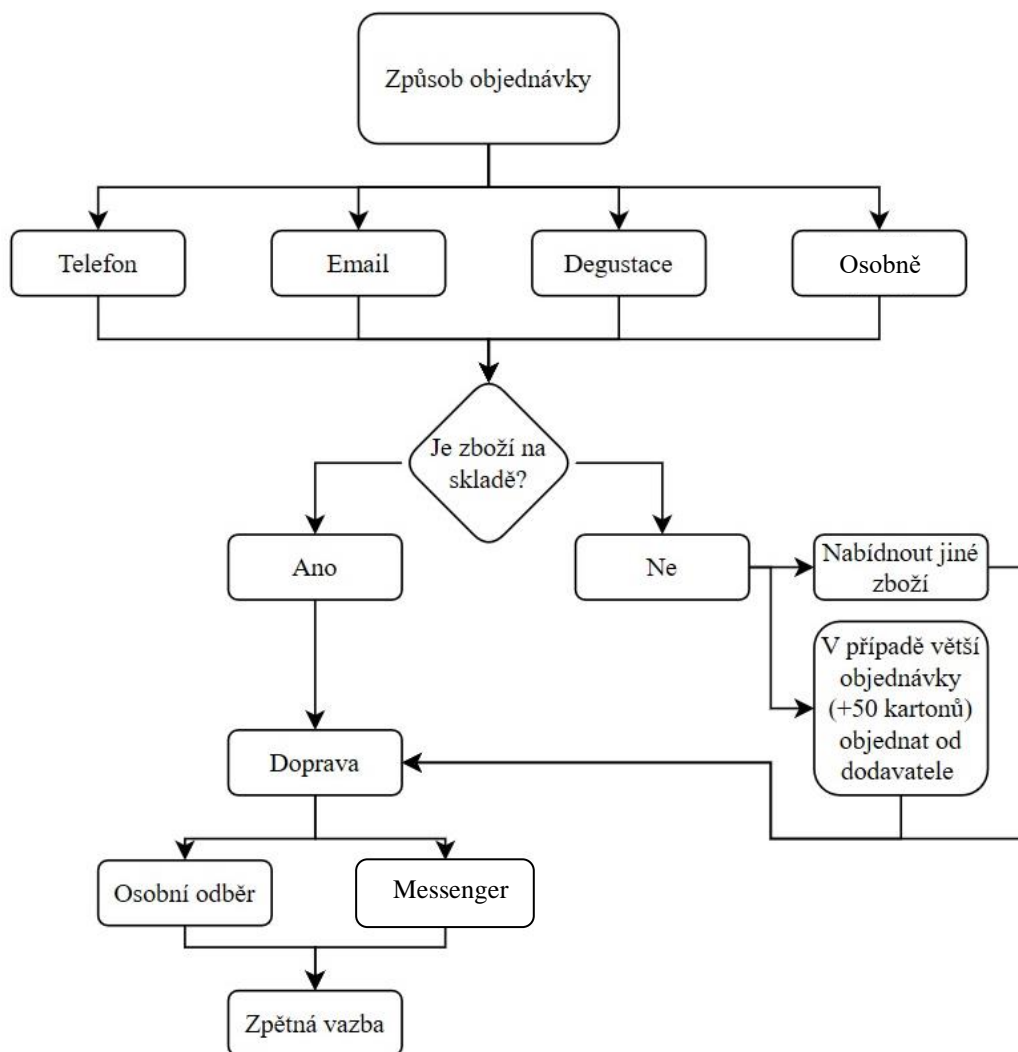 Způsob objednávky
Telefon
Email
Degustace
Osobně
Je zboží na
skladě?
Ano
Ne
Nabídnout jiné
zboží
V případě větší
objednávky
(+50 kartonů)
objednat od
dodavatele
Doprava
Osobní odběr
Messenger
Zpětná vazba